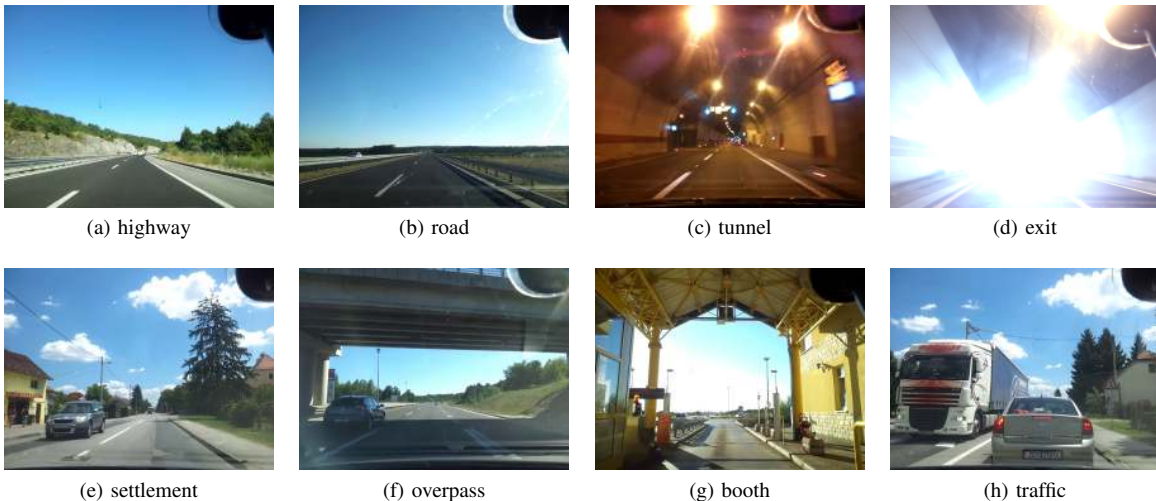 (a) highway
(b) road
(c) tunnel
(d) exit
(e) settlement
(f) overpass
(g) booth
(h) traffic